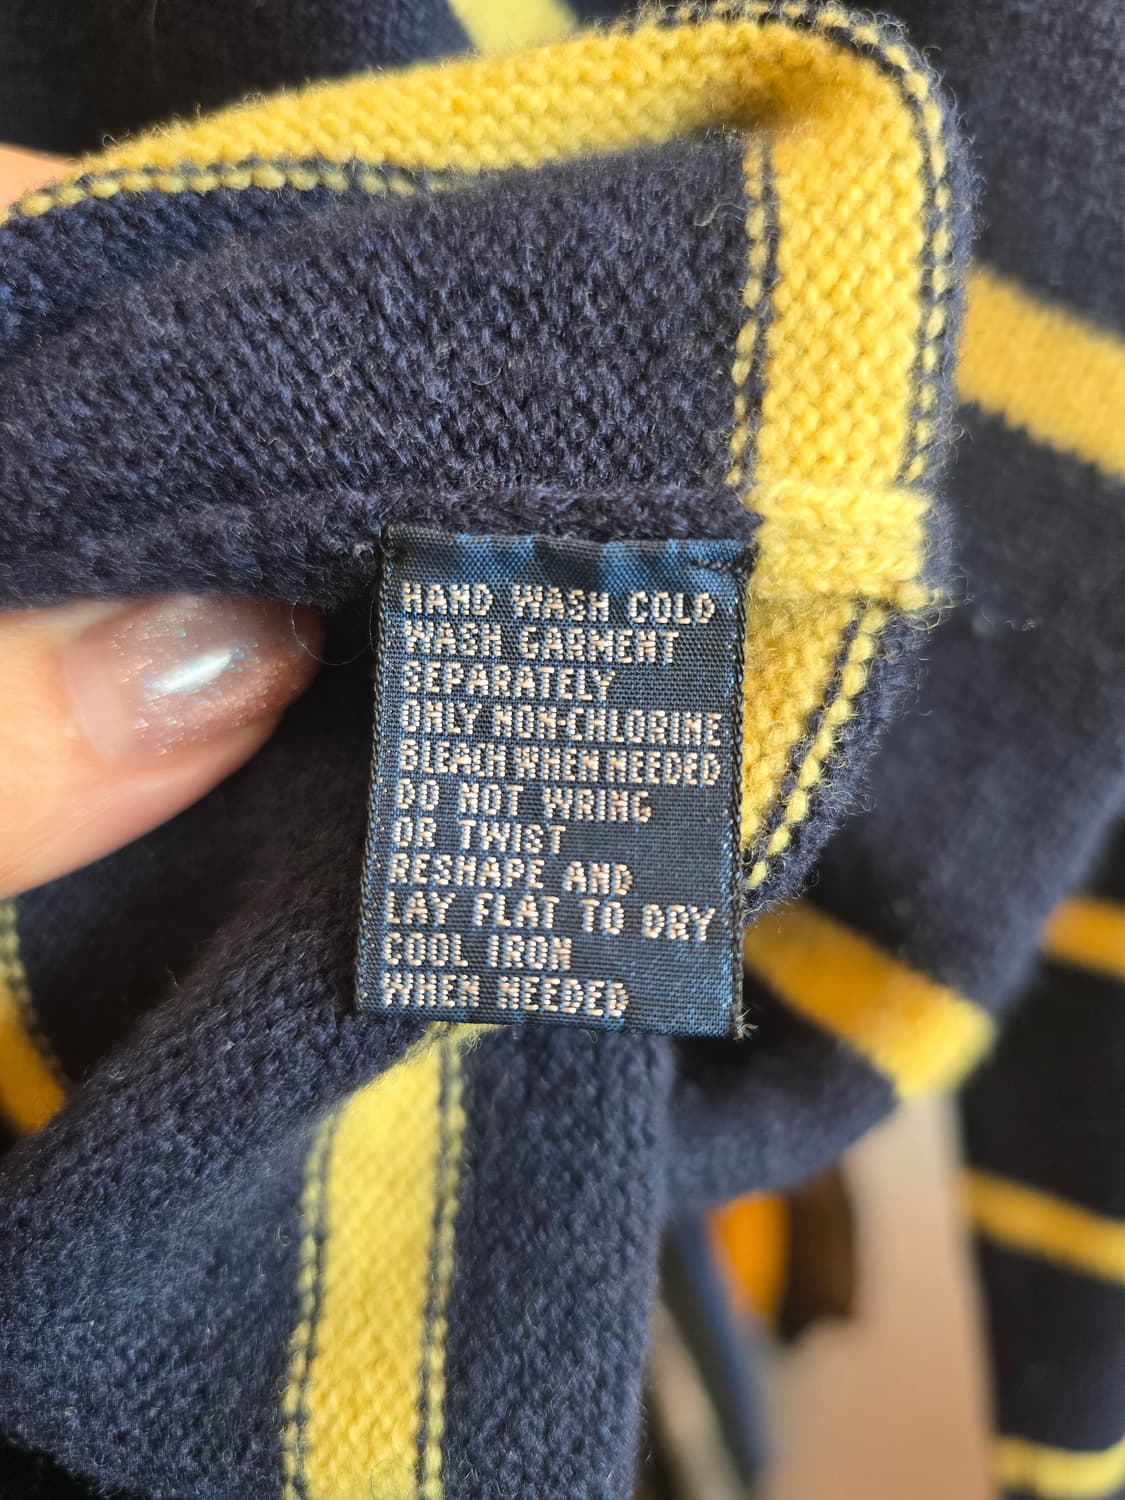 HAND WASH COLD
WASH GARMENT
SEPARATELY
ONLY NON-CHLORINE
BLEACH WHEN NEEDED
DO NOT WRING
OR TWIST
RESHAPE AND
LAY FLAT TO DRY
COOL IRON
WHEN NEEDED